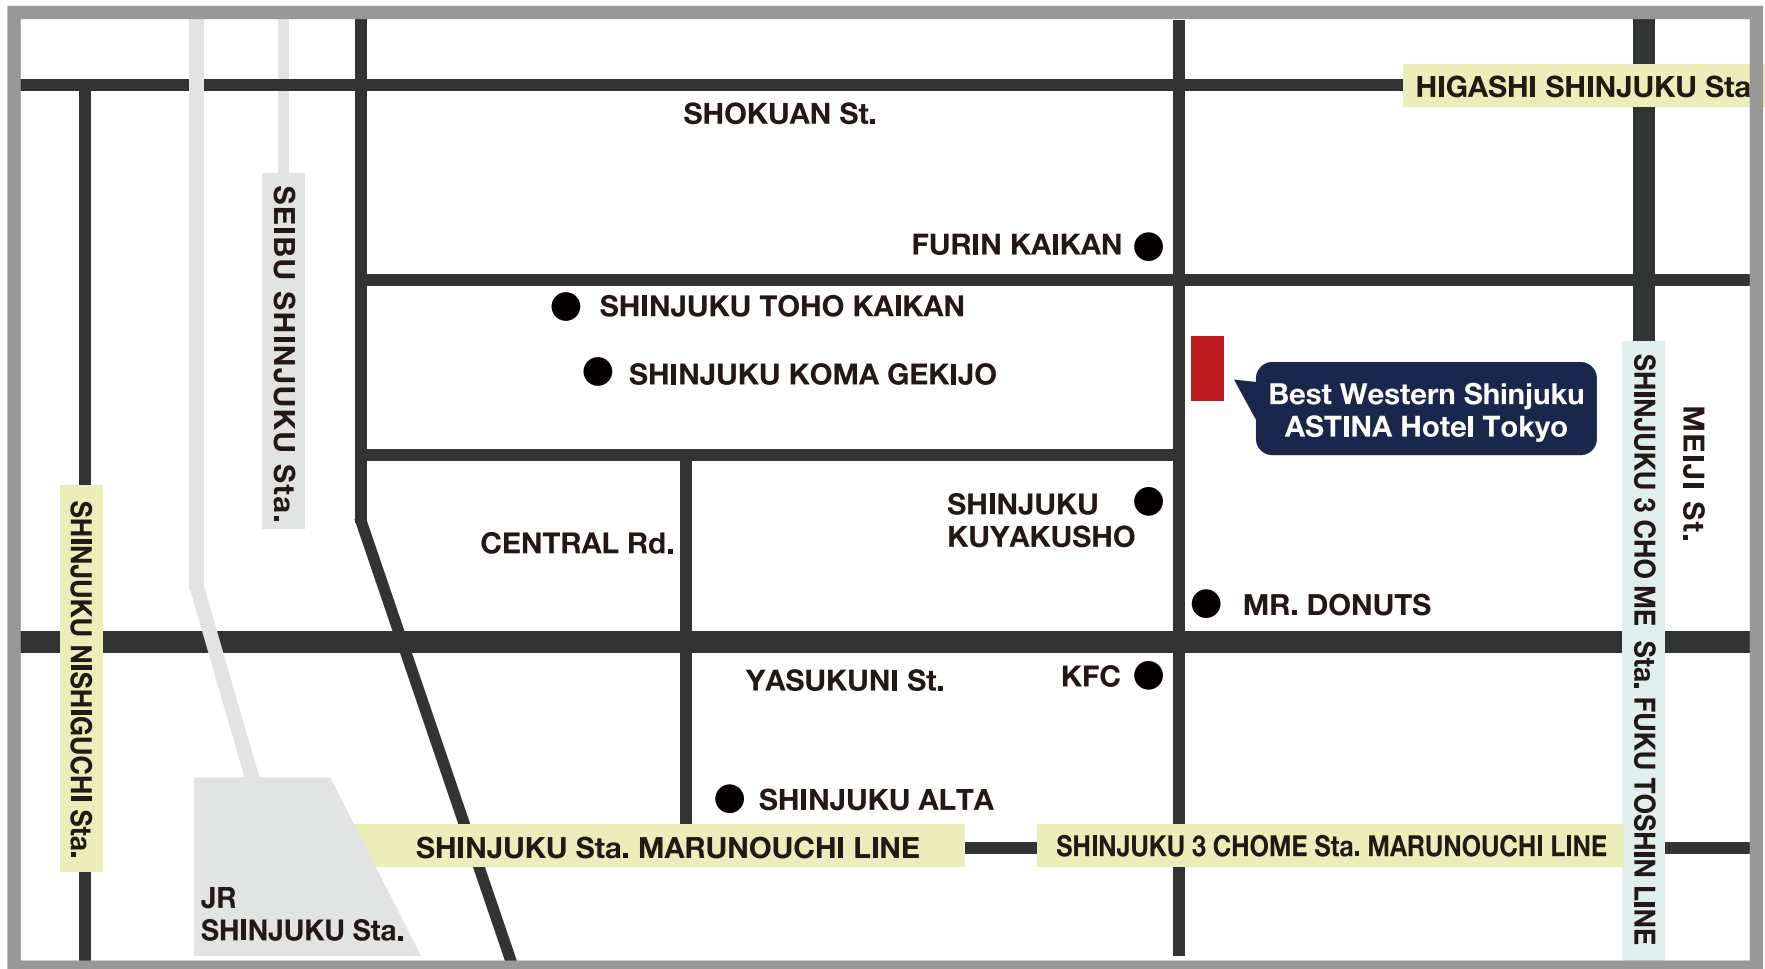 HIGASHI SHINJUKU Sta
SHOKUAN St.
SEIBU SHINJUKU Sta.
FURIN KAIKAN
SHINJUKU TOHO KAIKAN
SHINJUKU KOMA GEKIJO
Best Western Shinjuku
ASTINA Hotel Tokyo
SHINJUKU 3 CHO ME Sta. FUKU TOSHIN LINE
MEIJI St.
SHINJUKU NISHIGUCHI Sta.
CENTRAL Rd.
SHINJUKU
KUYAKUSHO
MR. DONUTS
YASUKUNI St.
KFC
SHINJUKU ALTA
SHINJUKU Sta. MARUNOUCHI LINE
SHINJUKU 3 CHOME Sta. MARUNOUCHI LINE
JR
SHINJUKU Sta.